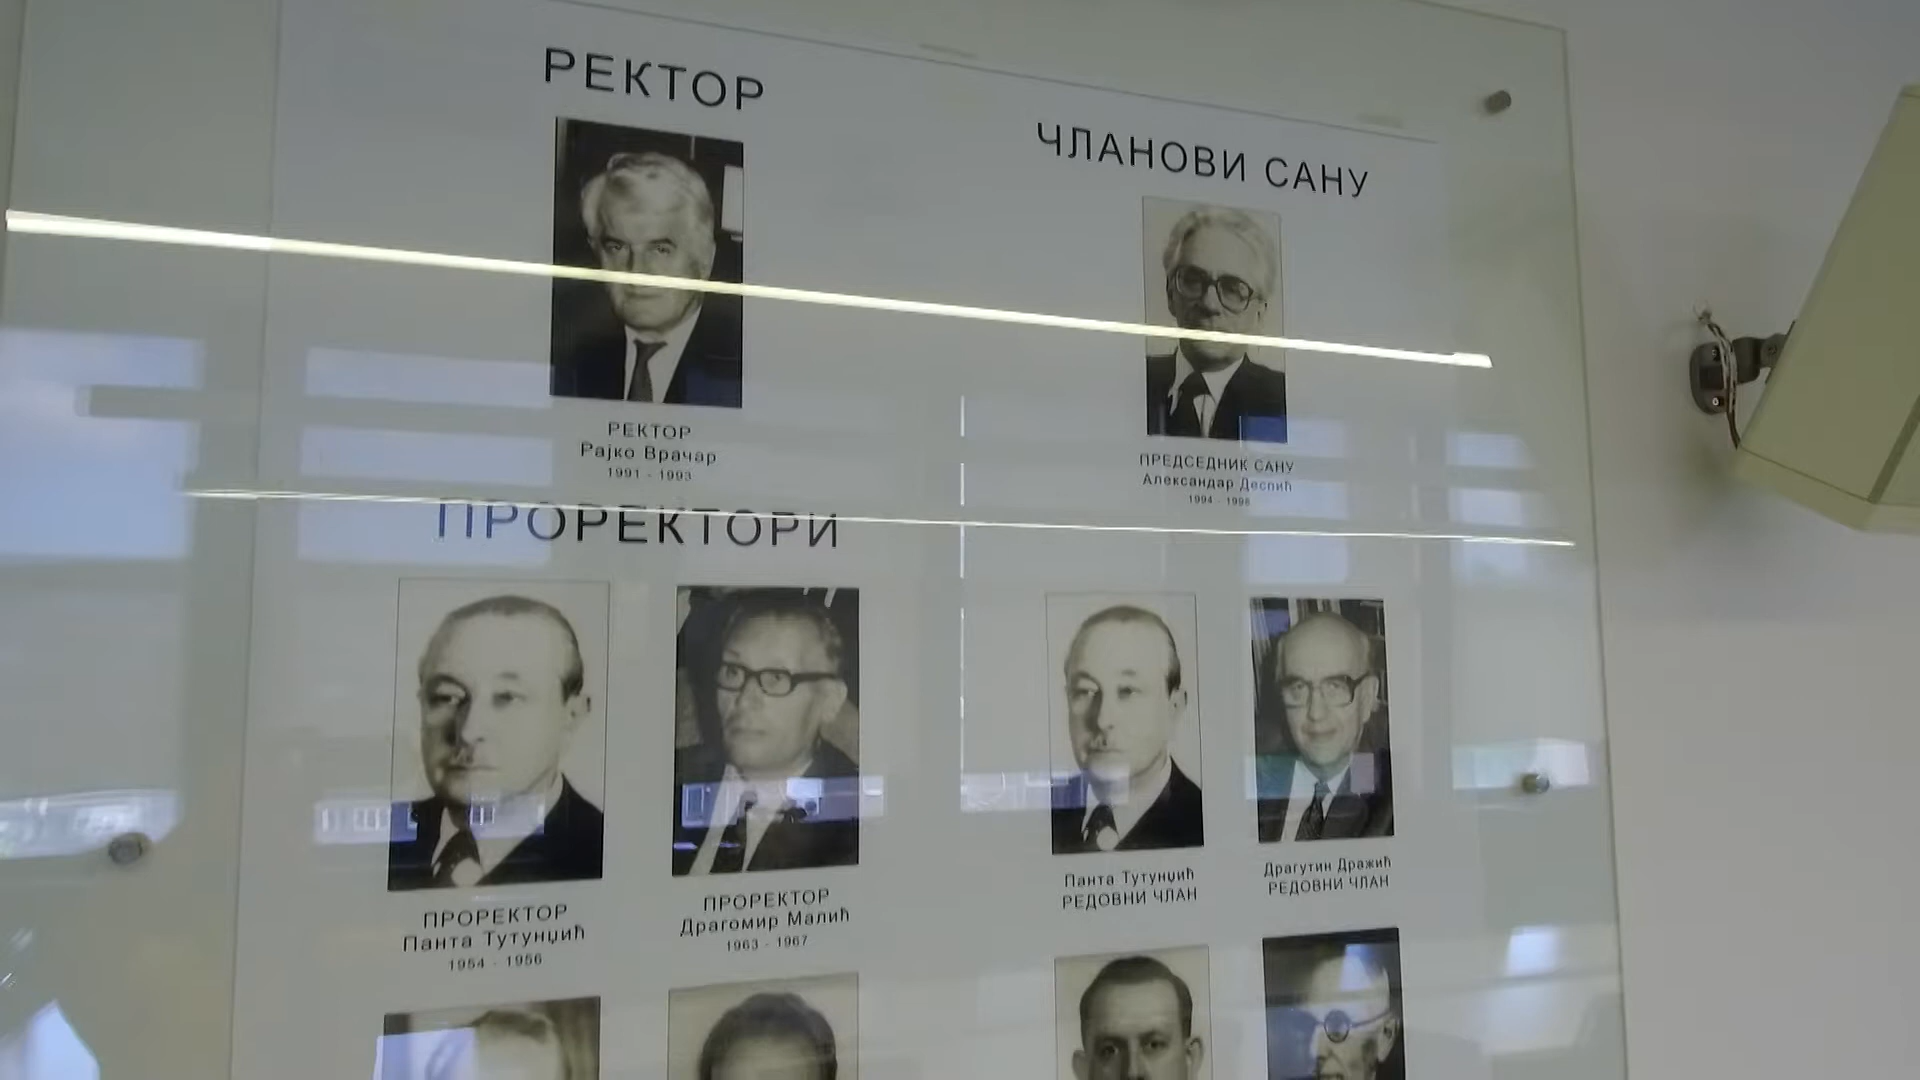 РЕКТОР
РЕКТОР
Рајко Врачар
1991 - 1993
ПРОРЕКТОРИ
ПРОРЕКТОР
Панта Тутунџић
1954 - 1956
ПРОРЕКТОР
Драгомир Малић
1963 - 1967
ЧЛАНОВИ САНУ
ПРЕДСЕДНИК САНУ
Александар Деспић
1994 - 1998
Панта Тутунџић
РЕДОВНИ ЧЛАН
Драгутин Дражић
РЕДОВНИ ЧЛАН